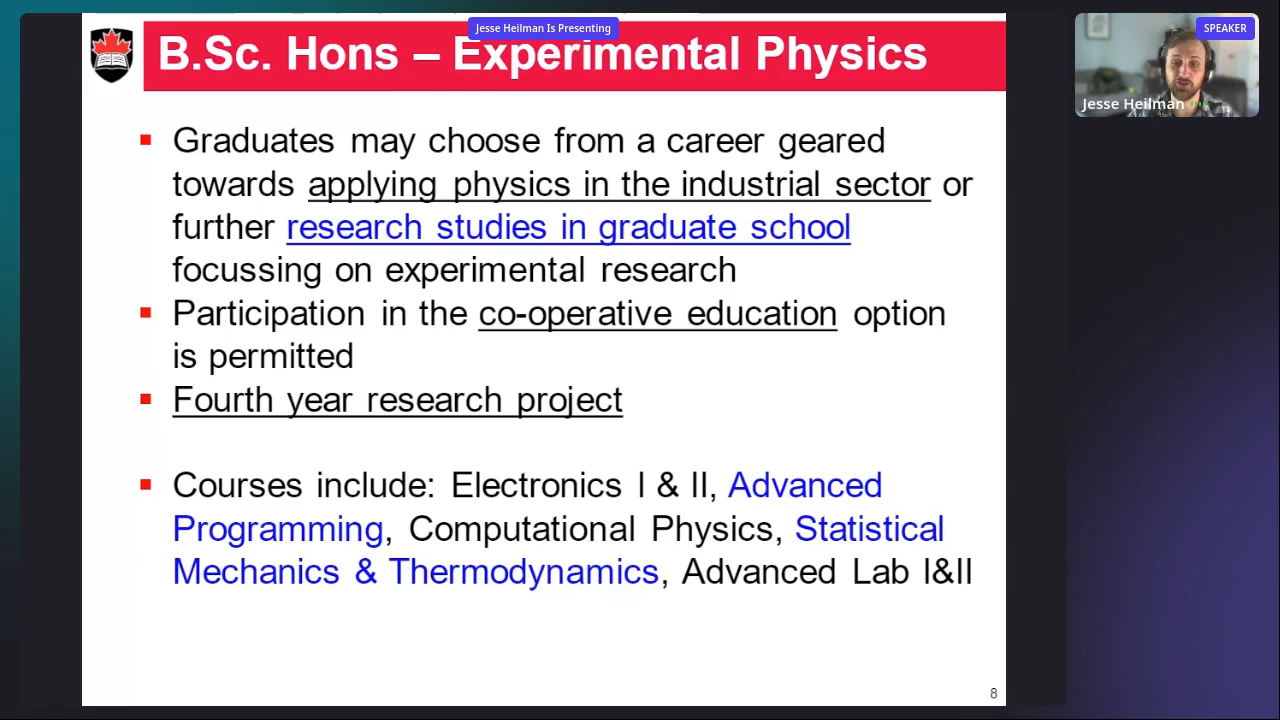 Jesse Heilman Is Presenting
SPEAKER
B.Sc. Hons – Experimental Physics
Jesse Heilman
▪ Graduates may choose from a career geared
towards applying physics in the industrial sector or
further research studies in graduate school
focussing on experimental research
▪ Participation in the co-operative education option
is permitted
▪ Fourth year research project
▪ Courses include: Electronics I & II, Advanced
Programming, Computational Physics, Statistical
Mechanics & Thermodynamics, Advanced Lab I&II
8